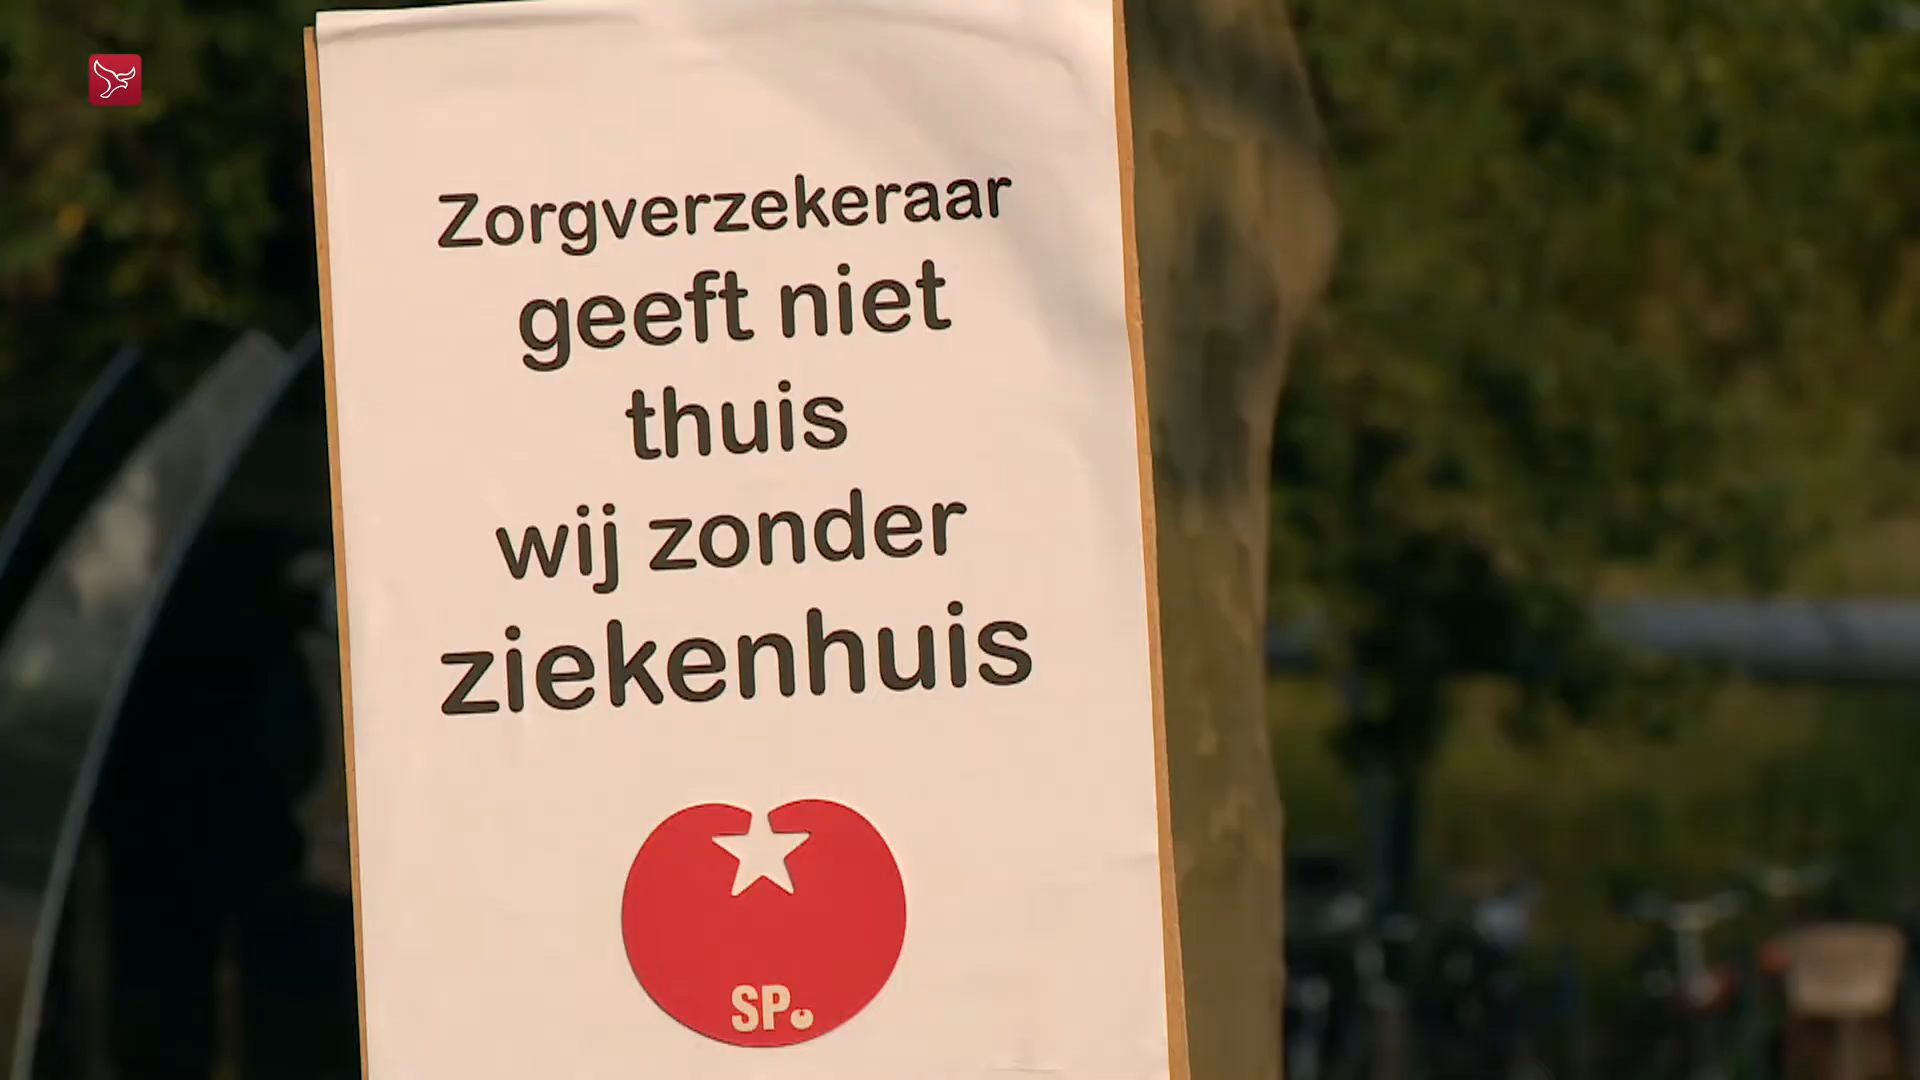 Zorgverzekeraar
geeft niet
thuis
wij zonder
ziekenhuis
SP.